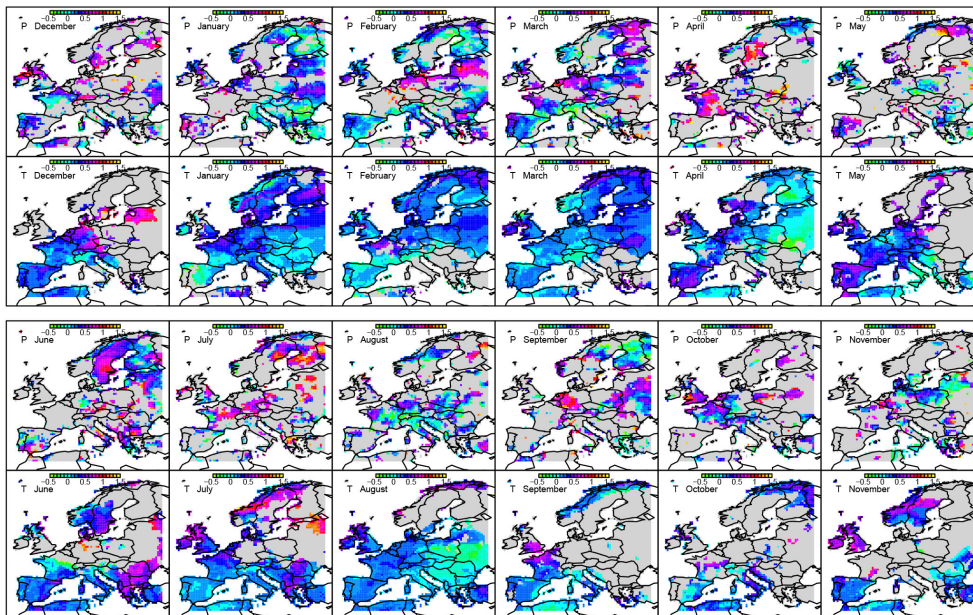 −0.5 0 0.5 1 1.5 −0.5 0 0.5 1 1.5 −0.5 0 0.5 1 1.5 −0.5 0 0.5 1 1.5 −0.5 0 0.5 1 1.5 −0.5 0 0.5 1 1.5
P December P January P February P March P April P May
−0.5 0 0.5 1 1.5 −0.5 0 0.5 1 1.5 −0.5 0 0.5 1 1.5 −0.5 0 0.5 1 1.5 −0.5 0 0.5 1 1.5 −0.5 0 0.5 1 1.5
T December T January T February T March T April T May
−0.5 0 0.5 1 1.5 −0.5 0 0.5 1 1.5 −0.5 0 0.5 1 1.5 −0.5 0 0.5 1 1.5 −0.5 0 0.5 1 1.5 −0.5 0 0.5 1 1.5
P June P July P August P September P October P November
−0.5 0 0.5 1 1.5 −0.5 0 0.5 1 1.5 −0.5 0 0.5 1 1.5 −0.5 0 0.5 1 1.5 −0.5 0 0.5 1 1.5 −0.5 0 0.5 1 1.5
T June T July T August T September T October T November